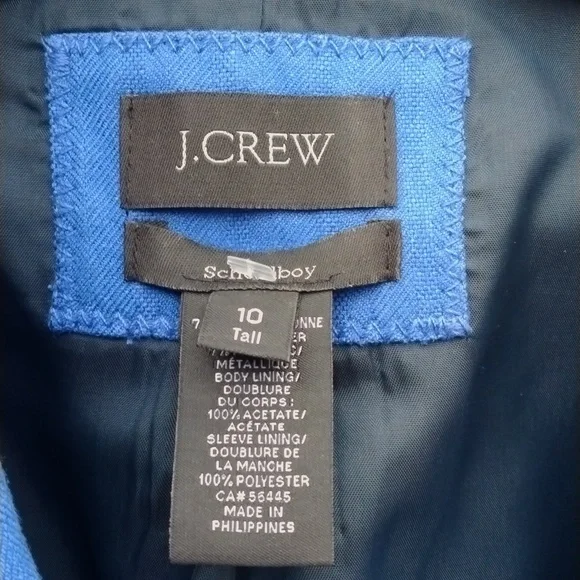 J.CREW
10
Tall
MÉTALLIQUE
BODY LINING/
DOUBLURE
DU CORPS:
100% ACETATE/
ACÉTATE
SLEEVE LINING/
DOUBLURE DE
LA MANCHE
100% POLYESTER
CA# 56445
MADE IN
PHILIPPINES